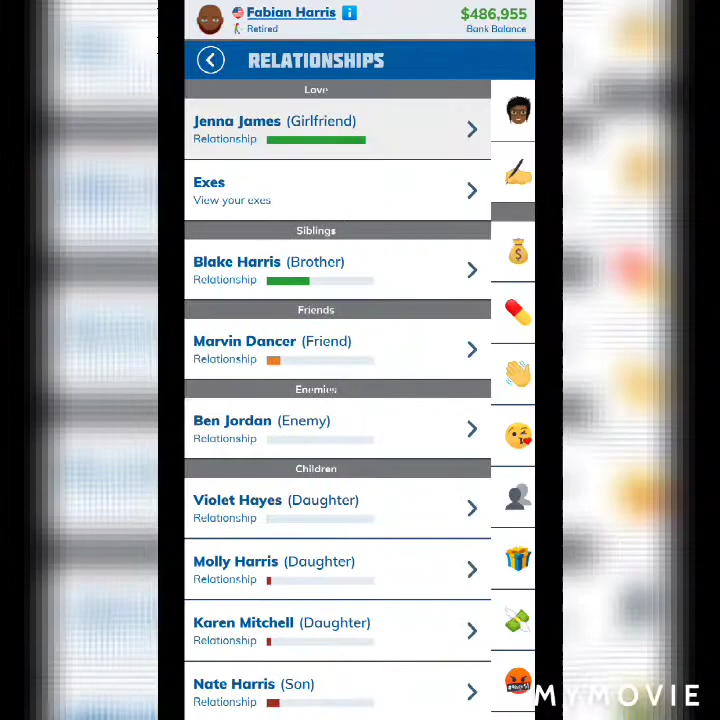 Fabian Harris
Retired
$486,955
Bank Balance
RELATIONSHIPS
Love
Jenna James (Girlfriend)
Relationship
Exes
View your exes
Siblings
Blake Harris (Brother)
Relationship
Friends
Marvin Dancer (Friend)
Relationship
Enemies
Ben Jordan (Enemy)
Relationship
Children
Violet Hayes (Daughter)
Relationship
Molly Harris (Daughter)
Relationship
Karen Mitchell (Daughter)
Relationship
Nate Harris (Son)
Relationship
MYMOVIE